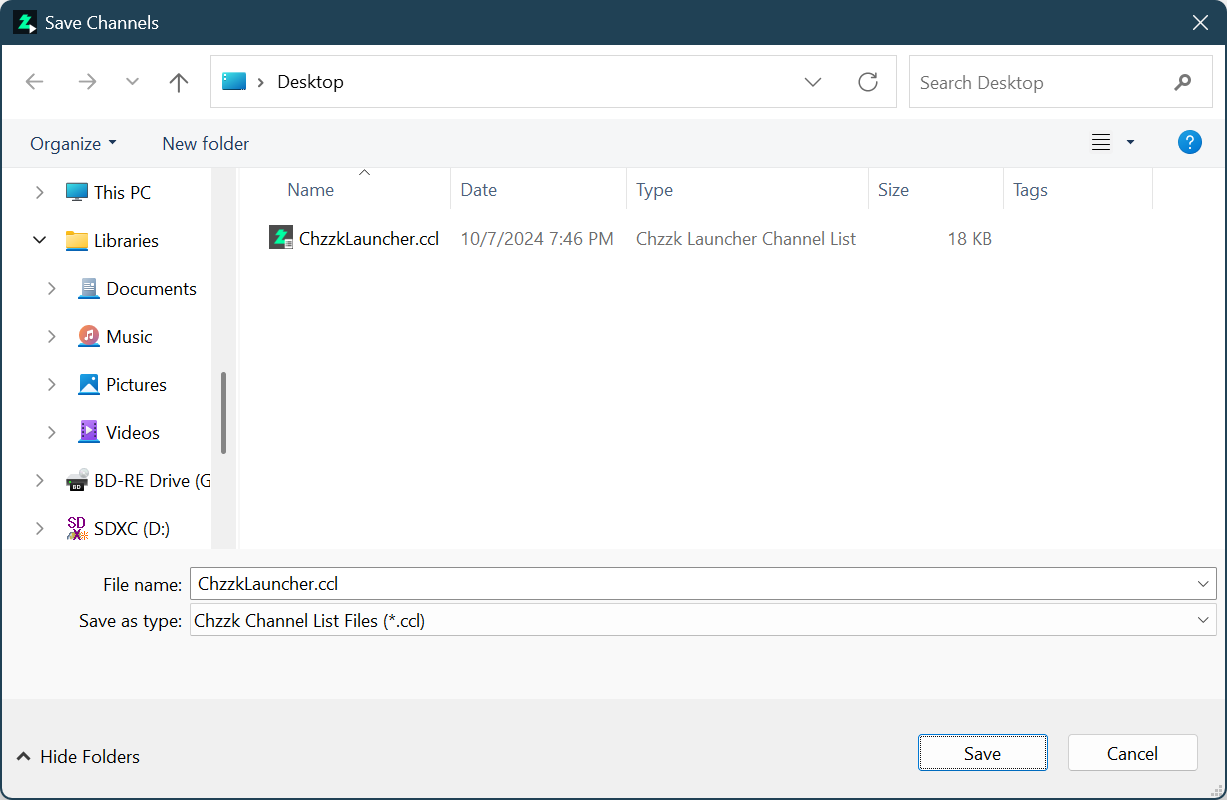 Save Channels
Desktop
Search Desktop
Organize
New folder
?
Name
Date
Type
Size
Tags
This PC
Libraries
Documents
Music
Pictures
Videos
BD-RE Drive (G
SDXC (D:)
ChzzkLauncher.ccl
10/7/2024 7:46 PM
Chzzk Launcher Channel List
18 KB
File name:
ChzzkLauncher.ccl
Save as type:
Chzzk Channel List Files (*.ccl)
Hide Folders
Save
Cancel